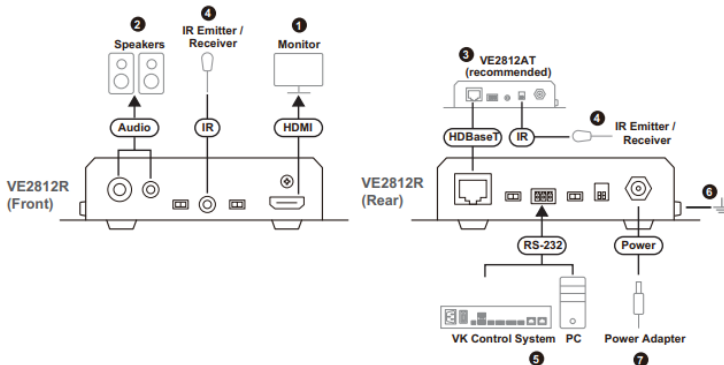 2
Speakers
4
IR Emitter /
Receiver
1
Monitor
Audio
IR
HDMI
VE2812R
(Front)
3
VE2812AT
(recommended)
HDBaseT
IR
4
IR Emitter /
Receiver
VE2812R
(Rear)
6
RS-232
Power
VK Control System
PC
Power Adapter
5
7